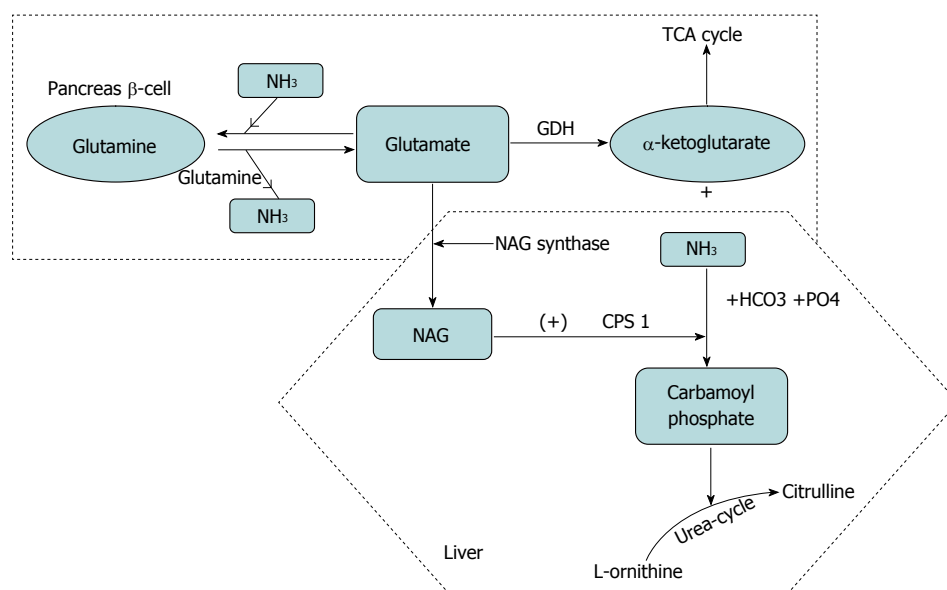 TCA cycle
Pancreas β-cell
NH3
Glutamine
Glutamate
GDH
α-ketoglutarate
Glutamine
+
NH3
NAG synthase
NH3
+HCO3 +PO4
NAG
(+)
CPS 1
Carbamoyl
phosphate
Citrulline
Urea-cycle
Liver
L-ornithine